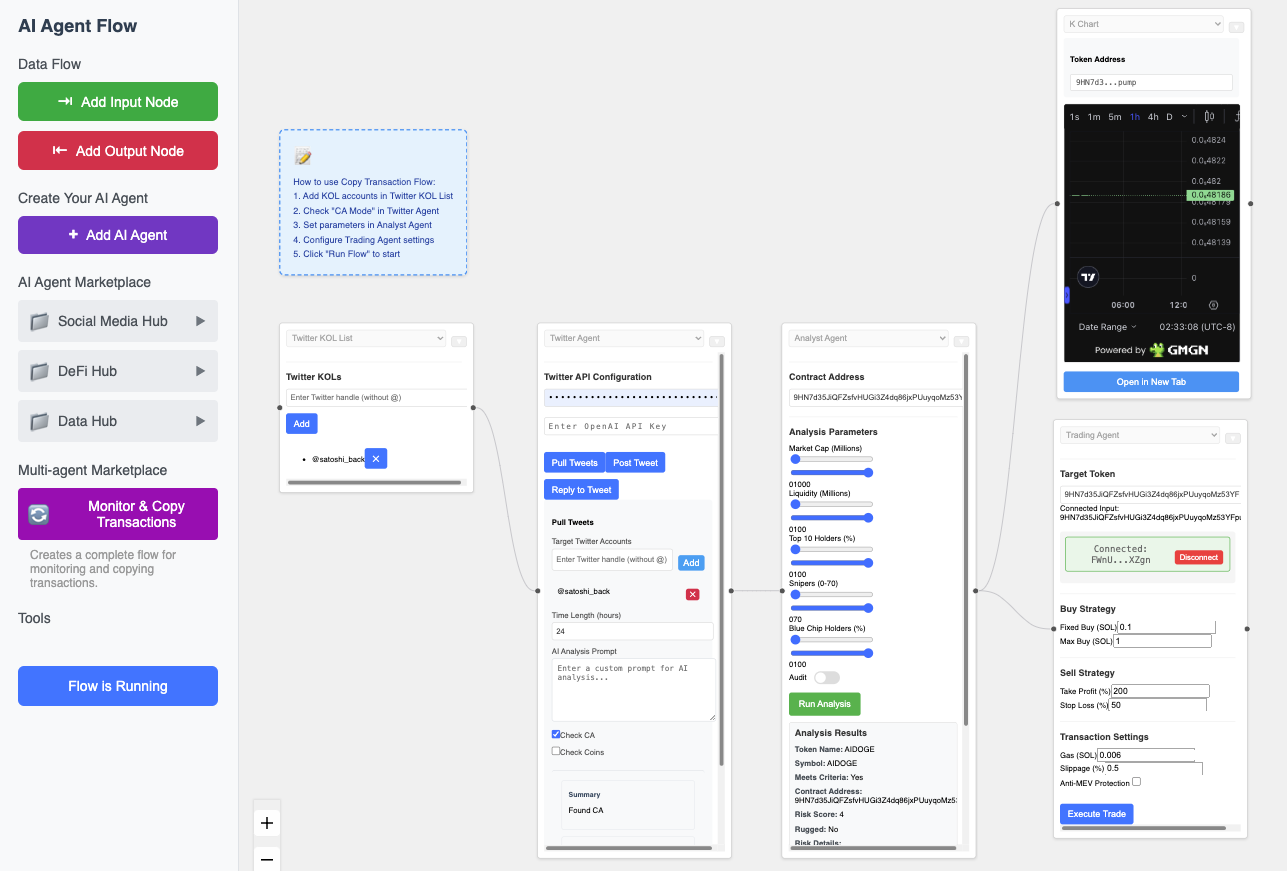 AI Agent Flow
Data Flow
Add Input Node
Add Output Node
Create Your AI Agent
+ Add AI Agent
AI Agent Marketplace
Social Media Hub
DeFi Hub
Data Hub
Multi-agent Marketplace
Monitor & Copy
Transactions
Creates a complete flow for
monitoring and copying
transactions.
Tools
Flow is Running
How to use Copy Transaction Flow:
1. Add KOL accounts in Twitter KOL List
2. Check "CA Mode" in Twitter Agent
3. Set parameters in Analyst Agent
4. Configure Trading Agent settings
5. Click "Run Flow" to start
Twitter KOL List
Twitter KOLs
Enter Twitter handle (without @)
Add
• @satoshi_back
Twitter Agent
Twitter API Configuration
Enter OpenAI API Key
Pull Tweets
Post Tweet
Reply to Tweet
Pull Tweets
Target Twitter Accounts
Enter Twitter handle (without @)
Add
@satoshi_back
Time Length (hours)
24
AI Analysis Prompt
Enter a custom prompt for AI
analysis...
Check CA
Check Coins
Summary
Found CA
Analyst Agent
Contract Address
9HN7d35JiQFZsfvHUGi3Z4dq86jxPUuyqoMz53Y
Analysis Parameters
Market Cap (Millions)
01000
Liquidity (Millions)
0100
Top 10 Holders (%)
0100
Snipers (0-70)
070
Blue Chip Holders (%)
0100
Audit
Run Analysis
Analysis Results
Token Name: AIDOGE
Symbol: AIDOGE
Meets Criteria: Yes
Contract Address:
9HN7d35JiQFZsfvHUGi3Z4dq86jxPUuyqoMz53
Risk Score: 4
Rugged: No
Risk Details:
K Chart
Token Address
9HN7d3...pump
1s 1m 5m 1h 4h D
0.0₄4824
0.0₄4822
0.0₄482
0.0₄48186
0.0₄48179
0.0₄48159
0.0₄48139
0
06:00 12:0
Date Range 02:33:08 (UTC-8)
Powered by GMGN
Open in New Tab
Trading Agent
Target Token
9HN7d35JiQFZsfvHUGi3Z4dq86jxPUuyqoMz53YF
Connected Input:
9HN7d35JiQFZsfvHUGi3Z4dq86jxPUuyqoMz53YFpu
Connected:
FWnU...XZgn
Disconnect
Buy Strategy
Fixed Buy (SOL) 0.1
Max Buy (SOL) 1
Sell Strategy
Take Profit (%) 200
Stop Loss (%) 50
Transaction Settings
Gas (SOL) 0.006
Slippage (%) 0.5
Anti-MEV Protection
Execute Trade